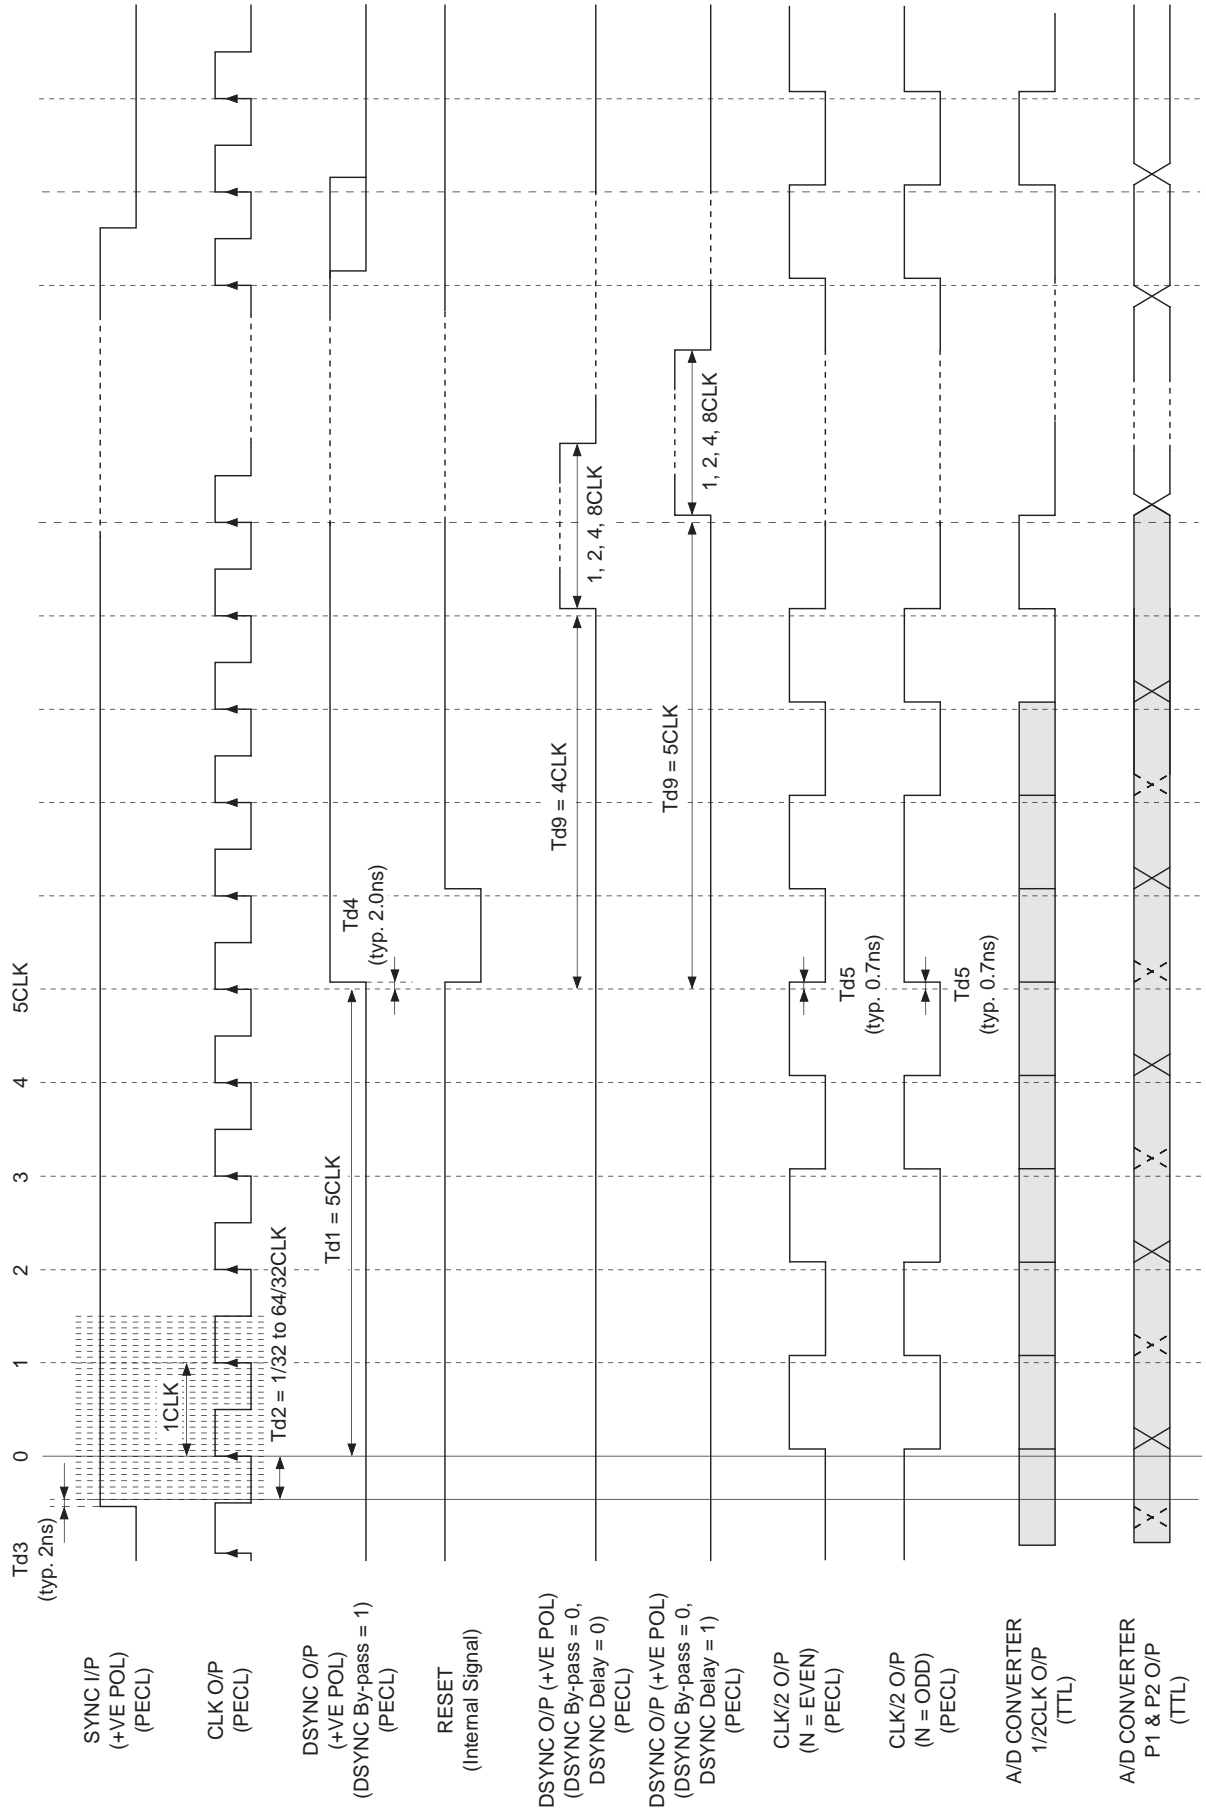 Td3
(typ. 2ns)
0
1
2
3
4
5CLK
SYNC I/P
(+VE POL)
(PECL)
1CLK
CLK O/P
(PECL)
Td2 = 1/32 to 64/32CLK
DSYNC O/P
(+VE POL)
(DSYNC By-pass = 1)
(PECL)
Td1 = 5CLK
Td4
(typ. 2.0ns)
RESET
(Internal Signal)
DSYNC O/P (+VE POL)
(DSYNC By-pass = 0,
DSYNC Delay = 0)
(PECL)
Td9 = 4CLK
1, 2, 4, 8CLK
DSYNC O/P (+VE POL)
(DSYNC By-pass = 0,
DSYNC Delay = 1)
(PECL)
Td9 = 5CLK
1, 2, 4, 8CLK
CLK/2 O/P
(N = EVEN)
(PECL)
Td5
(typ. 0.7ns)
CLK/2 O/P
(N = ODD)
(PECL)
Td5
(typ. 0.7ns)
A/D CONVERTER
1/2CLK O/P
(TTL)
A/D CONVERTER
P1 & P2 O/P
(TTL)